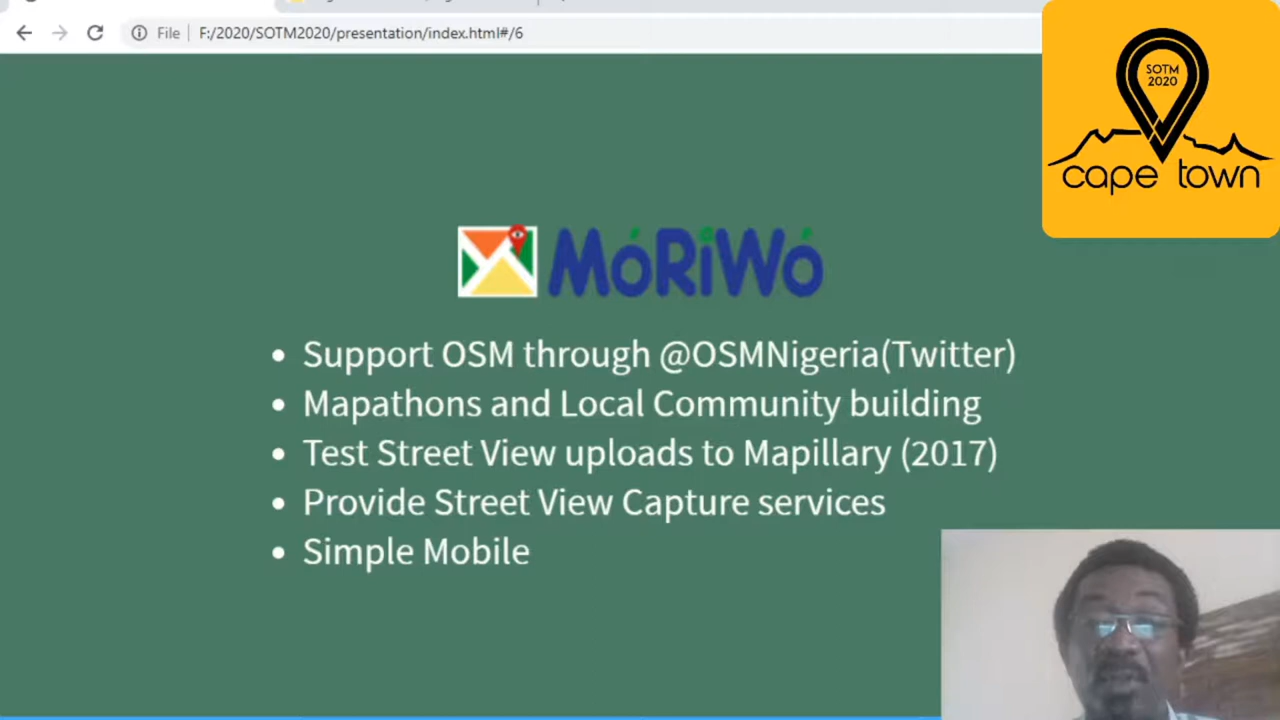 File
F:/2020/SOTM2020/presentation/index.html#/6
SOTM
2020
cape town
MóRiWó
Support OSM through @OSMNigeria(Twitter)
Mapathons and Local Community building
Test Street View uploads to Mapillary (2017)
Provide Street View Capture services
Simple Mobile